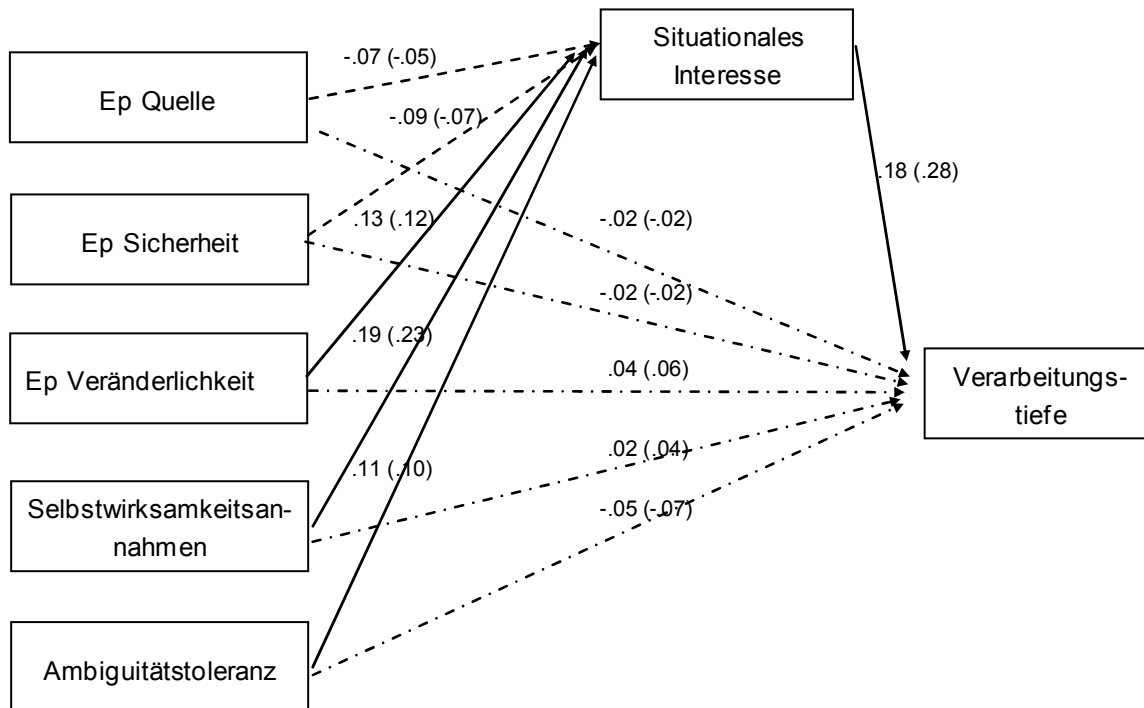 Situationales
Interesse
-.07 (-.05)
Ep Quelle
-.09 (-.07)
.18 (.28)
.13 (.12)
-.02 (-.02)
Ep Sicherheit
-.02 (-.02)
.19 (.23)
Ep Veränderlichkeit
.04 (.06)
Verarbeitungs-
tiefe
.02 (.04)
.11 (.10)
Selbstwirksamkeitsan-
nahmen
-.05 (-.07)
Ambiguitätstoleranz